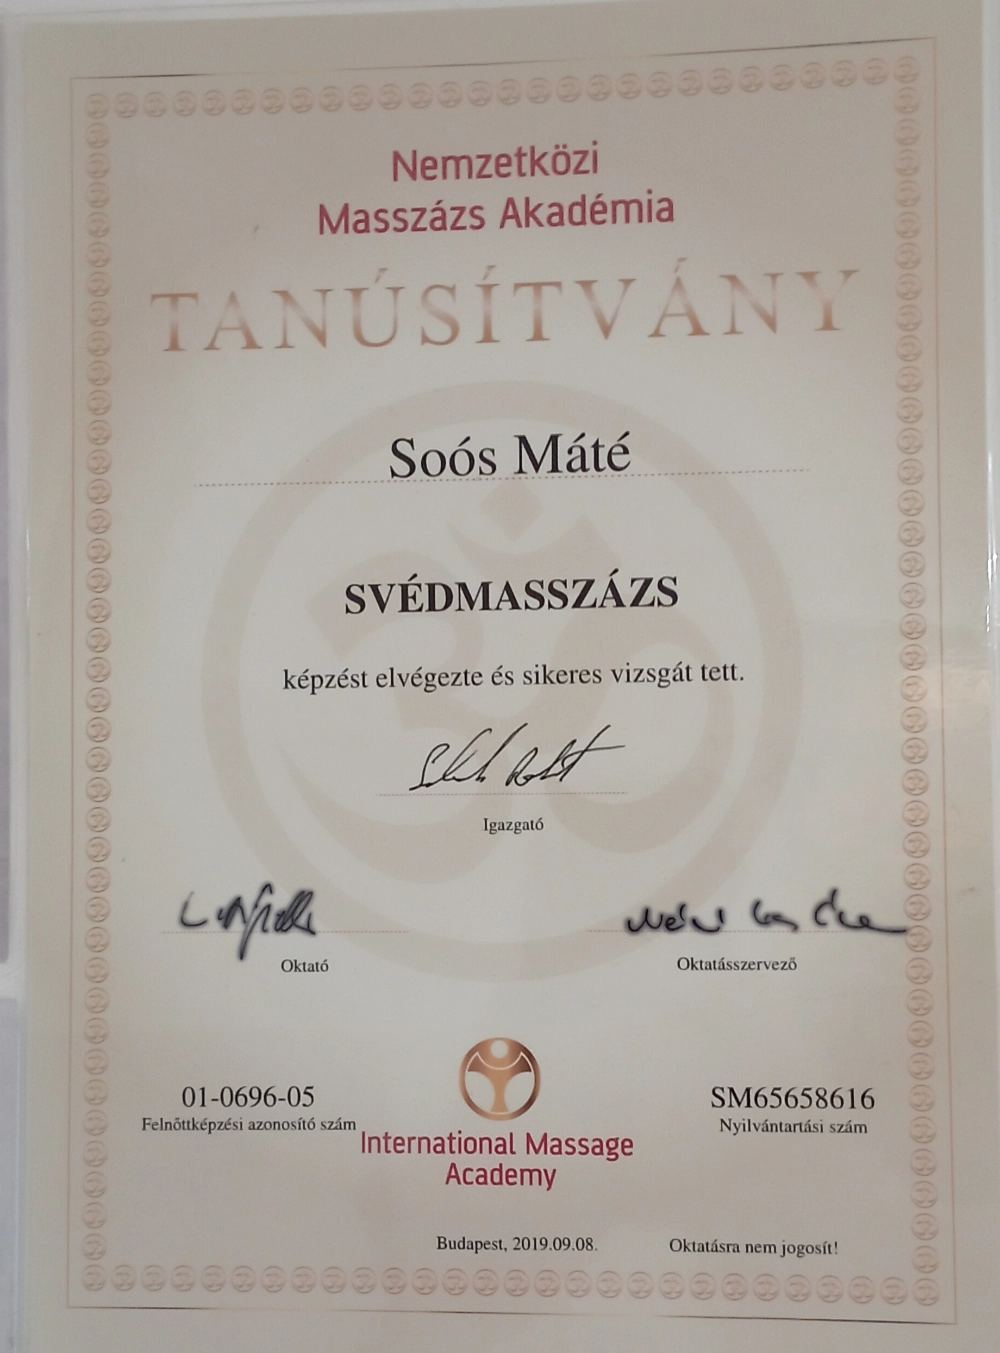 Nemzetközi
Masszázs Akadémia
TANÚSÍTVÁNY
Soós Máté
SVÉDMASSZÁZS
képzést elvégezte és sikeres vizsgát tett.
Igazgató
Oktató
Oktatásszervező
01-0696-05
Felnőttképzési azonosító szám
SM65658616
Nyilvántartási szám
International Massage
Academy
Budapest, 2019.09.08.
Oktatásra nem jogosít!